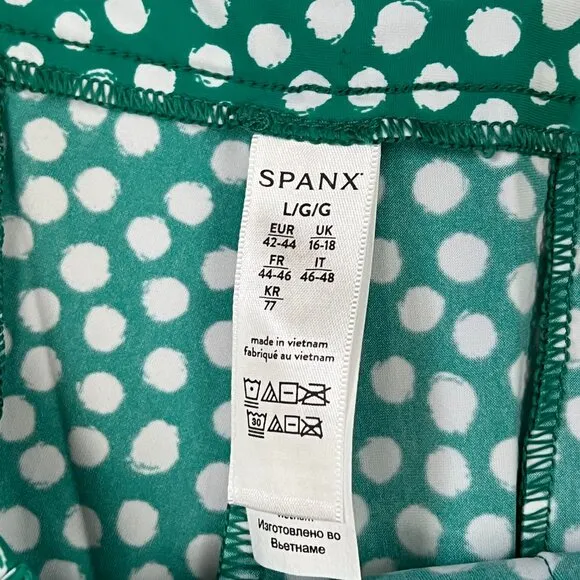 SPANX
L/G/G
EUR UK
42-44 16-18
FR IT
44-46 46-48
KR
77
made in vietnam
fabriqué au vietnam
30
Изготовлено во
Вьетнаме